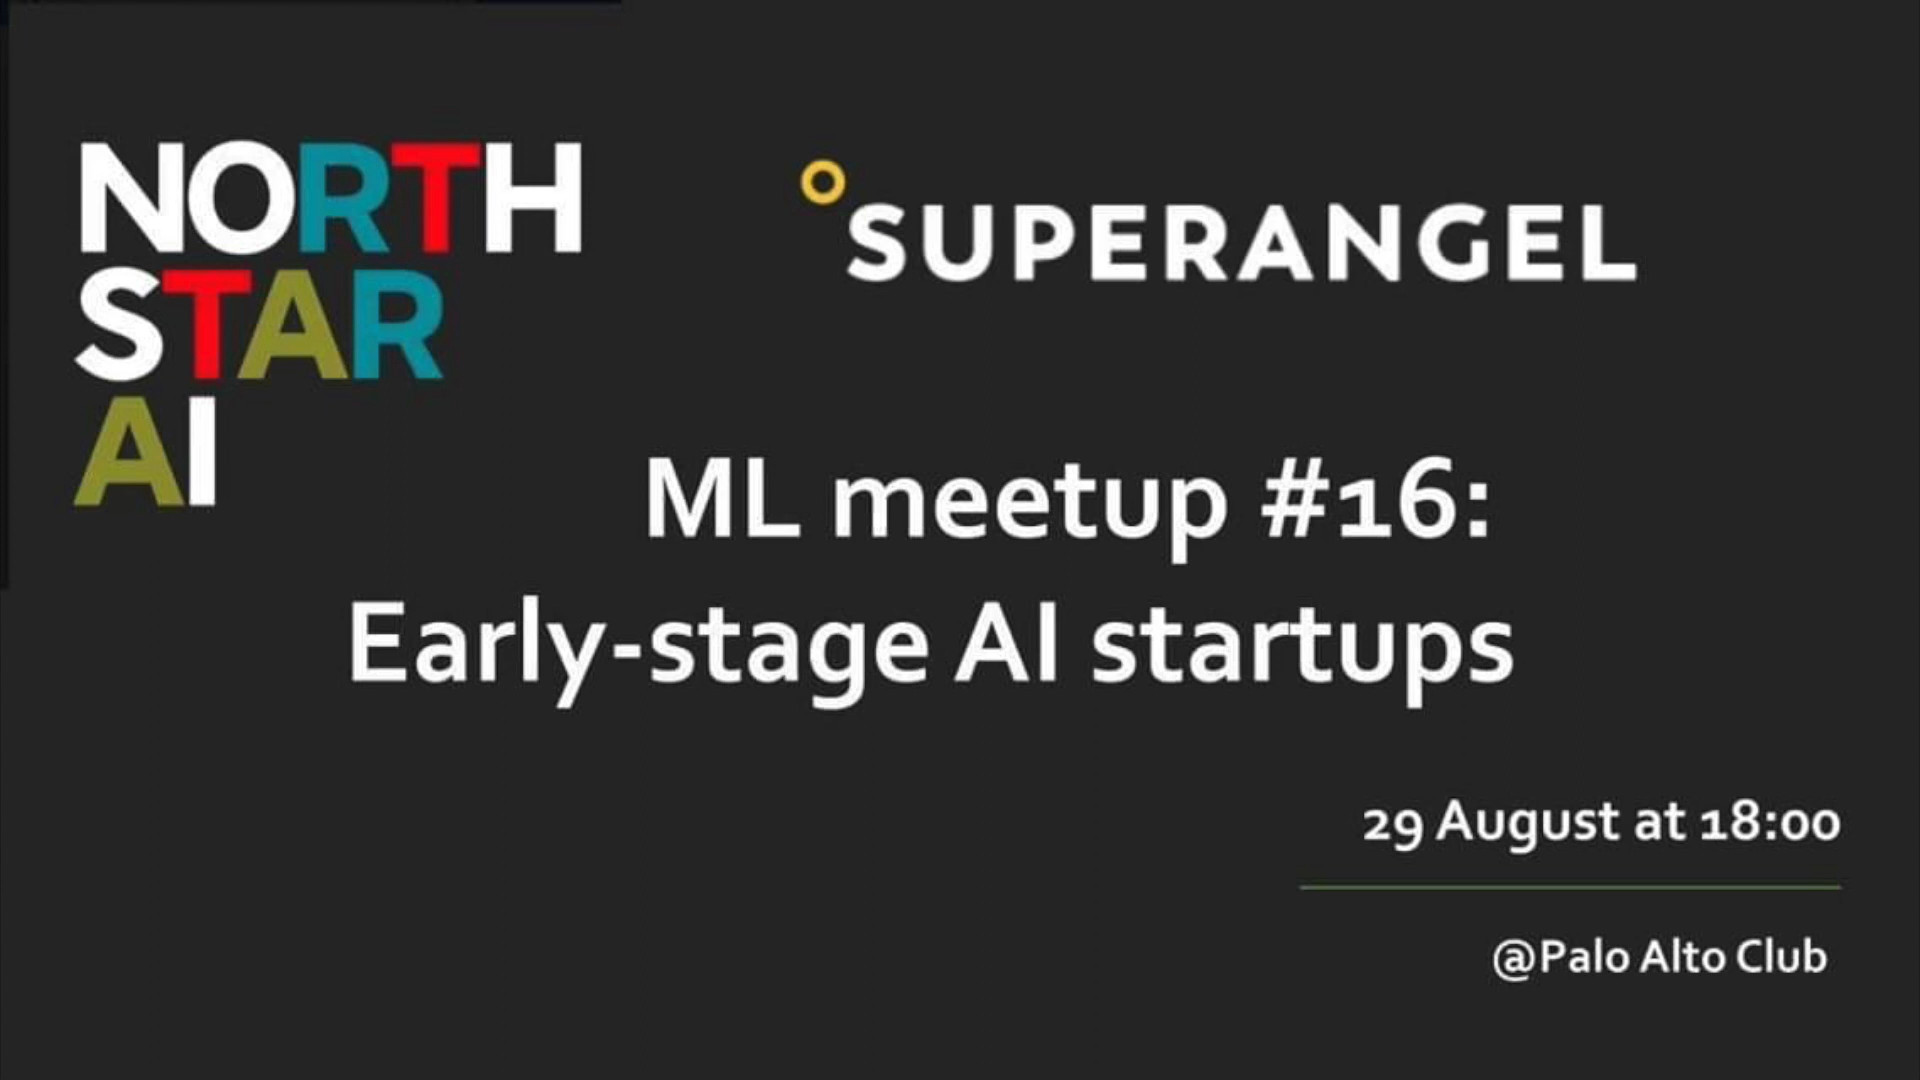 NORTH
STAR
AI
SUPERANGEL
ML meetup #16:
Early-stage AI startups
29 August at 18:00
@Palo Alto Club